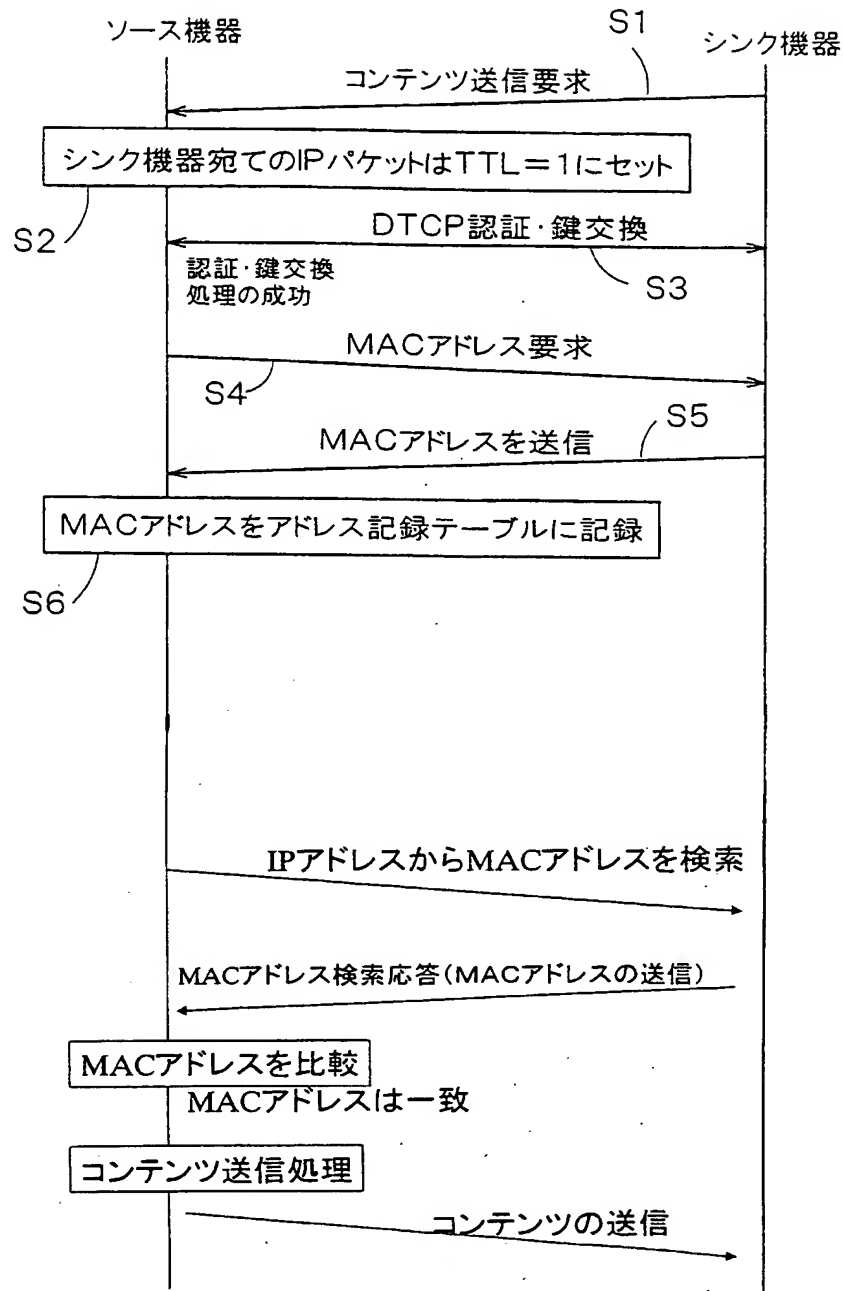 ソース機器
S1
シンク機器
コンテンツ送信要求
シンク機器宛てのIPパケットはTTL=1にセット
S2
DTCP認証・鍵交換
認証・鍵交換
処理の成功
S3
MACアドレス要求
S4
S5
MACアドレスを送信
MACアドレスをアドレス記録テーブルに記録
S6
IPアドレスからMACアドレスを検索
MACアドレス検索応答(MACアドレスの送信)
MACアドレスを比較
MACアドレスは一致
コンテンツ送信処理
コンテンツの送信